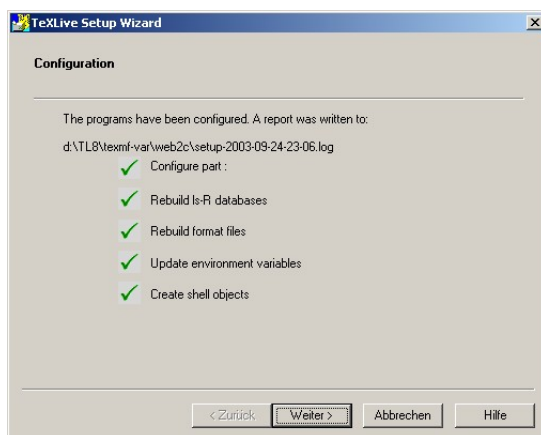 TeXLive Setup Wizard
Configuration
The programs have been configured. A report was written to:
d:\TL8\texmf-var\web2c\setup-2003-09-24-23-06.log
Configure part :
Rebuild ls-R databases
Rebuild format files
Update environment variables
Create shell objects
< Zurück Weiter > Abbrechen Hilfe